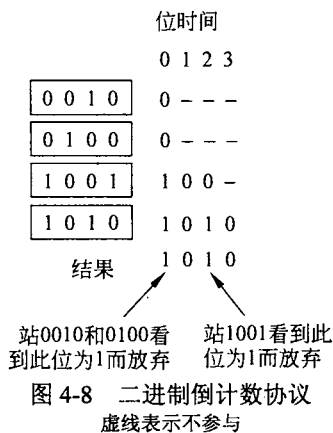 位时间
0 1 2 3
0 0 1 0 0 - - -
0 1 0 0 0 - - -
1 0 0 1 1 0 0 -
1 0 1 0 1 0 1 0
结果 1 0 1 0
站0010和0100看
到此位为1而放弃
站1001看到此
位为1而放弃
图 4-8 二进制倒计数协议
虚线表示不参与